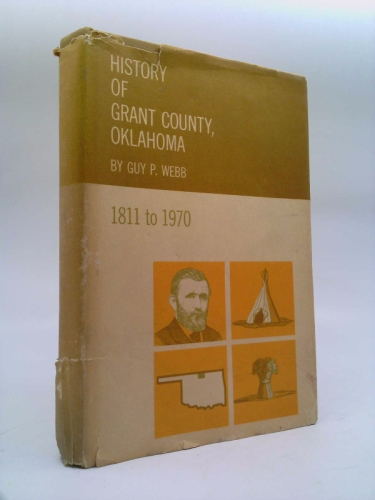 HISTORY
OF
GRANT COUNTY,
OKLAHOMA
BY GUY P. WEBB
1811 to 1970